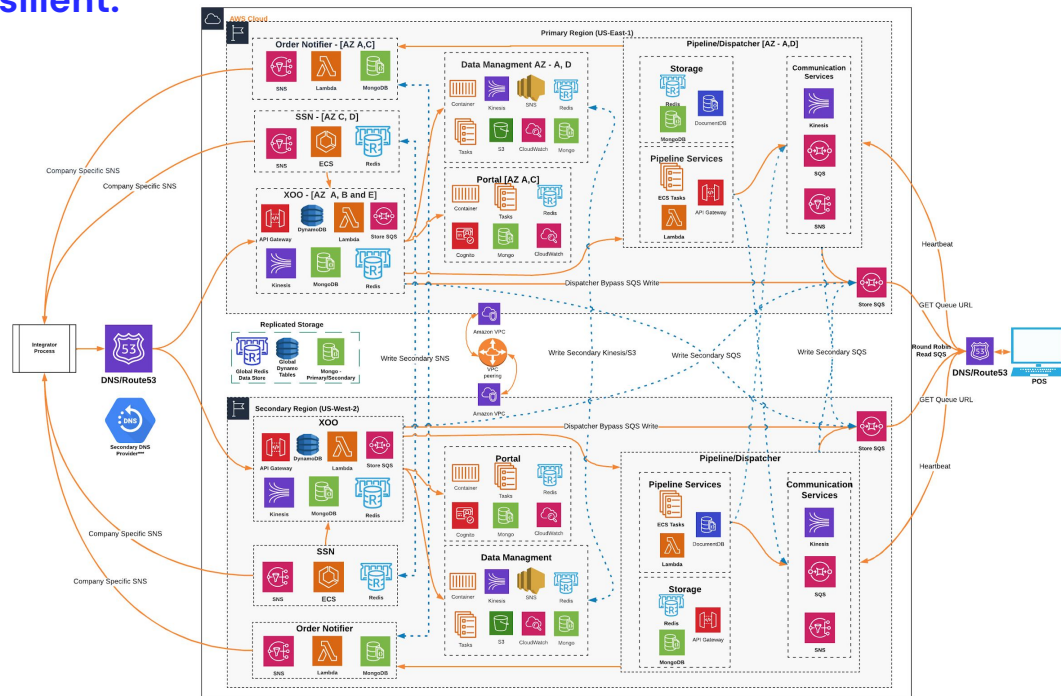 silient.
AWS Cloud
Primary Region (US-East-1)
Order Notifier - [AZ A,C]
SNS
Lambda
MongoDB
SSN - [AZ C, D]
SNS
ECS
Redis
XOO - [AZ A, B and E]
API Gateway
DynamoDB
Lambda
Store SQS
Kinesis
MongoDB
Redis
Data Managment AZ - A, D
Container
Kinesis
SNS
Redis
Tasks
S3
CloudWatch
Mongo
Portal [AZ A,C]
Container
Tasks
Redis
Cognito
Mongo
CloudWatch
Pipeline/Dispatcher [AZ - A,D]
Storage
Redis
MongoDB
DocumentDB
Pipeline Services
ECS Tasks
API Gateway
Lambda
Communication
Services
Kinesis
SQS
SNS
Company Specific SNS
Company Specific SNS
Heartbeat
Dispatcher Bypass SQS Write
Store SQS
GET Queue URL
Integrator
Process
DNS/Route53
Secondary DNS
Provider***
Replicated Storage
Global Redis
Data Store
Global
Dynamo
Tables
Mongo -
Primary/Secondary
Write Secondary SNS
Amazon VPC
VPC
peering
Amazon VPC
Write Secondary Kinesis/S3
Write Secondary SQS
Write Secondary SQS
Round Robin
Read SQS
DNS/Route53
POS
GET Queue URL
Secondary Region (US-West-2)
XOO
API Gateway
DynamoDB
Lambda
Store SQS
Kinesis
MongoDB
Redis
Dispatcher Bypass SQS Write
Store SQS
Portal
Container
Tasks
Redis
Cognito
Mongo
CloudWatch
Pipeline/Dispatcher
Pipeline Services
ECS Tasks
DocumentDB
Lambda
Storage
Redis
API Gateway
MongoDB
Communication
Services
Kinesis
SQS
SNS
Heartbeat
Company Specific SNS
SSN
SNS
ECS
Redis
Data Managment
Container
Kinesis
SNS
Redis
Tasks
S3
CloudWatch
Mongo
Company Specific SNS
Order Notifier
SNS
Lambda
MongoDB